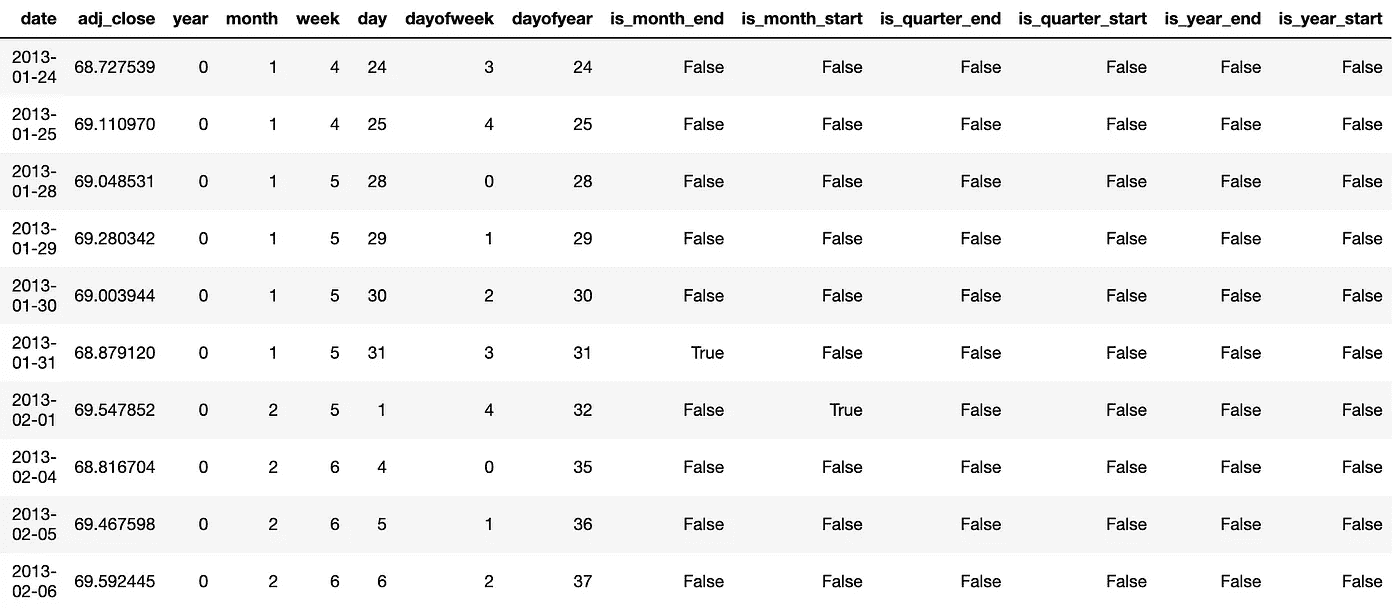 date adj_close year month week day dayofweek dayofyear is_month_end is_month_start is_quarter_end is_quarter_start is_year_end is_year_start
2013-
01-24 68.727539 0 1 4 24 3 24 False False False False False False
2013-
01-25 69.110970 0 1 4 25 4 25 False False False False False False
2013-
01-28 69.048531 0 1 5 28 0 28 False False False False False False
2013-
01-29 69.280342 0 1 5 29 1 29 False False False False False False
2013-
01-30 69.003944 0 1 5 30 2 30 False False False False False False
2013-
01-31 68.879120 0 1 5 31 3 31 True False False False False False
2013-
02-01 69.547852 0 2 5 1 4 32 False True False False False False
2013-
02-04 68.816704 0 2 6 4 0 35 False False False False False False
2013-
02-05 69.467598 0 2 6 5 1 36 False False False False False False
2013-
02-06 69.592445 0 2 6 6 2 37 False False False False False False